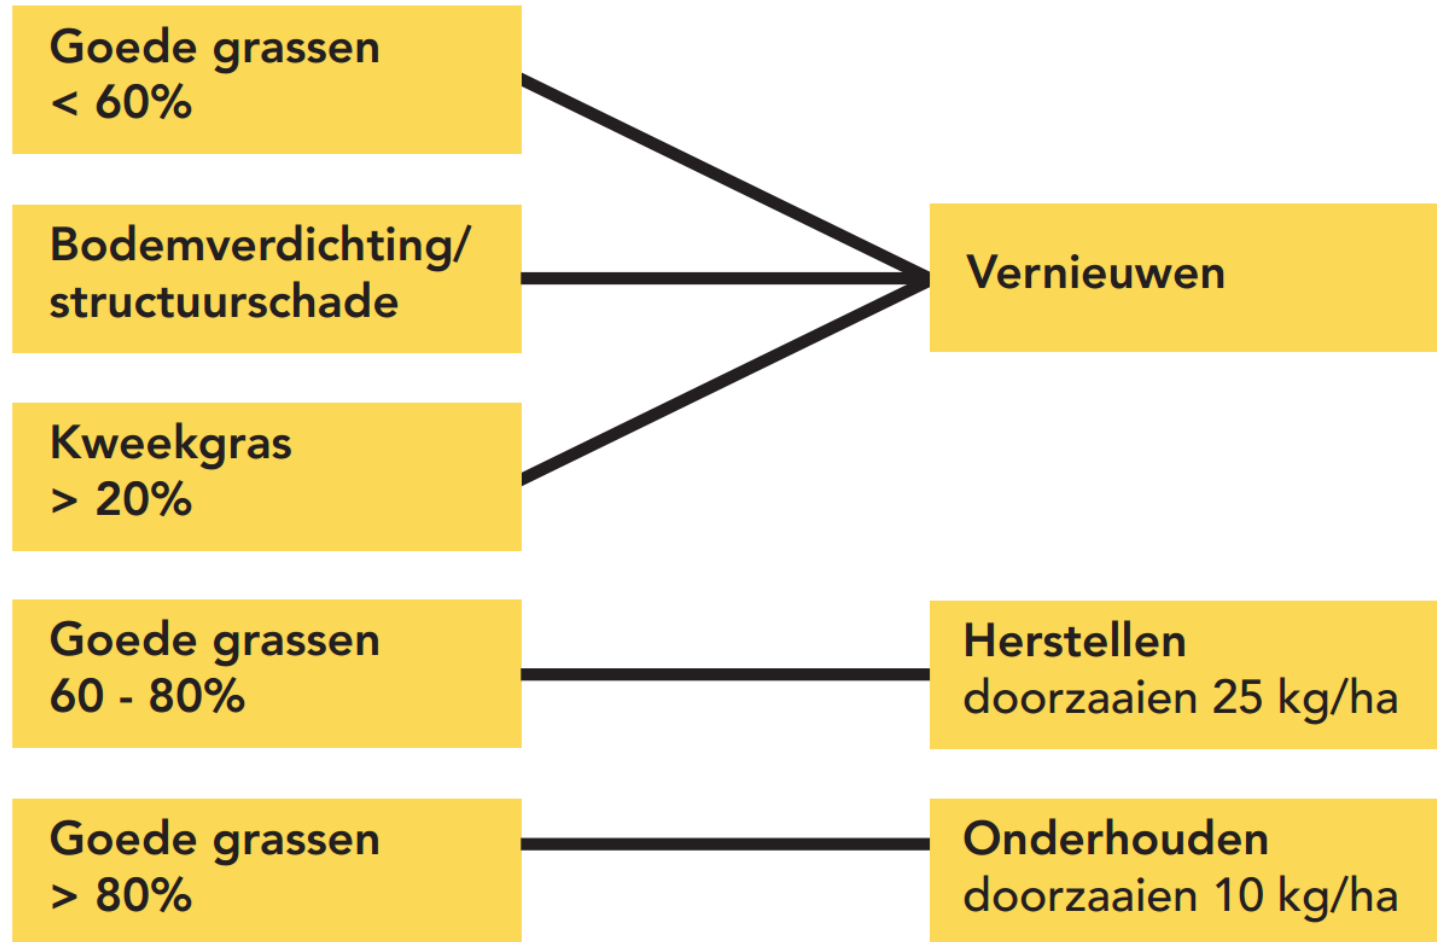 Goede grassen
< 60%
Bodemverdichting/
structuurschade
Vernieuwen
Kweekgras
> 20%
Goede grassen
60 - 80%
Herstellen
doorzaaien 25 kg/ha
Goede grassen
> 80%
Onderhouden
doorzaaien 10 kg/ha